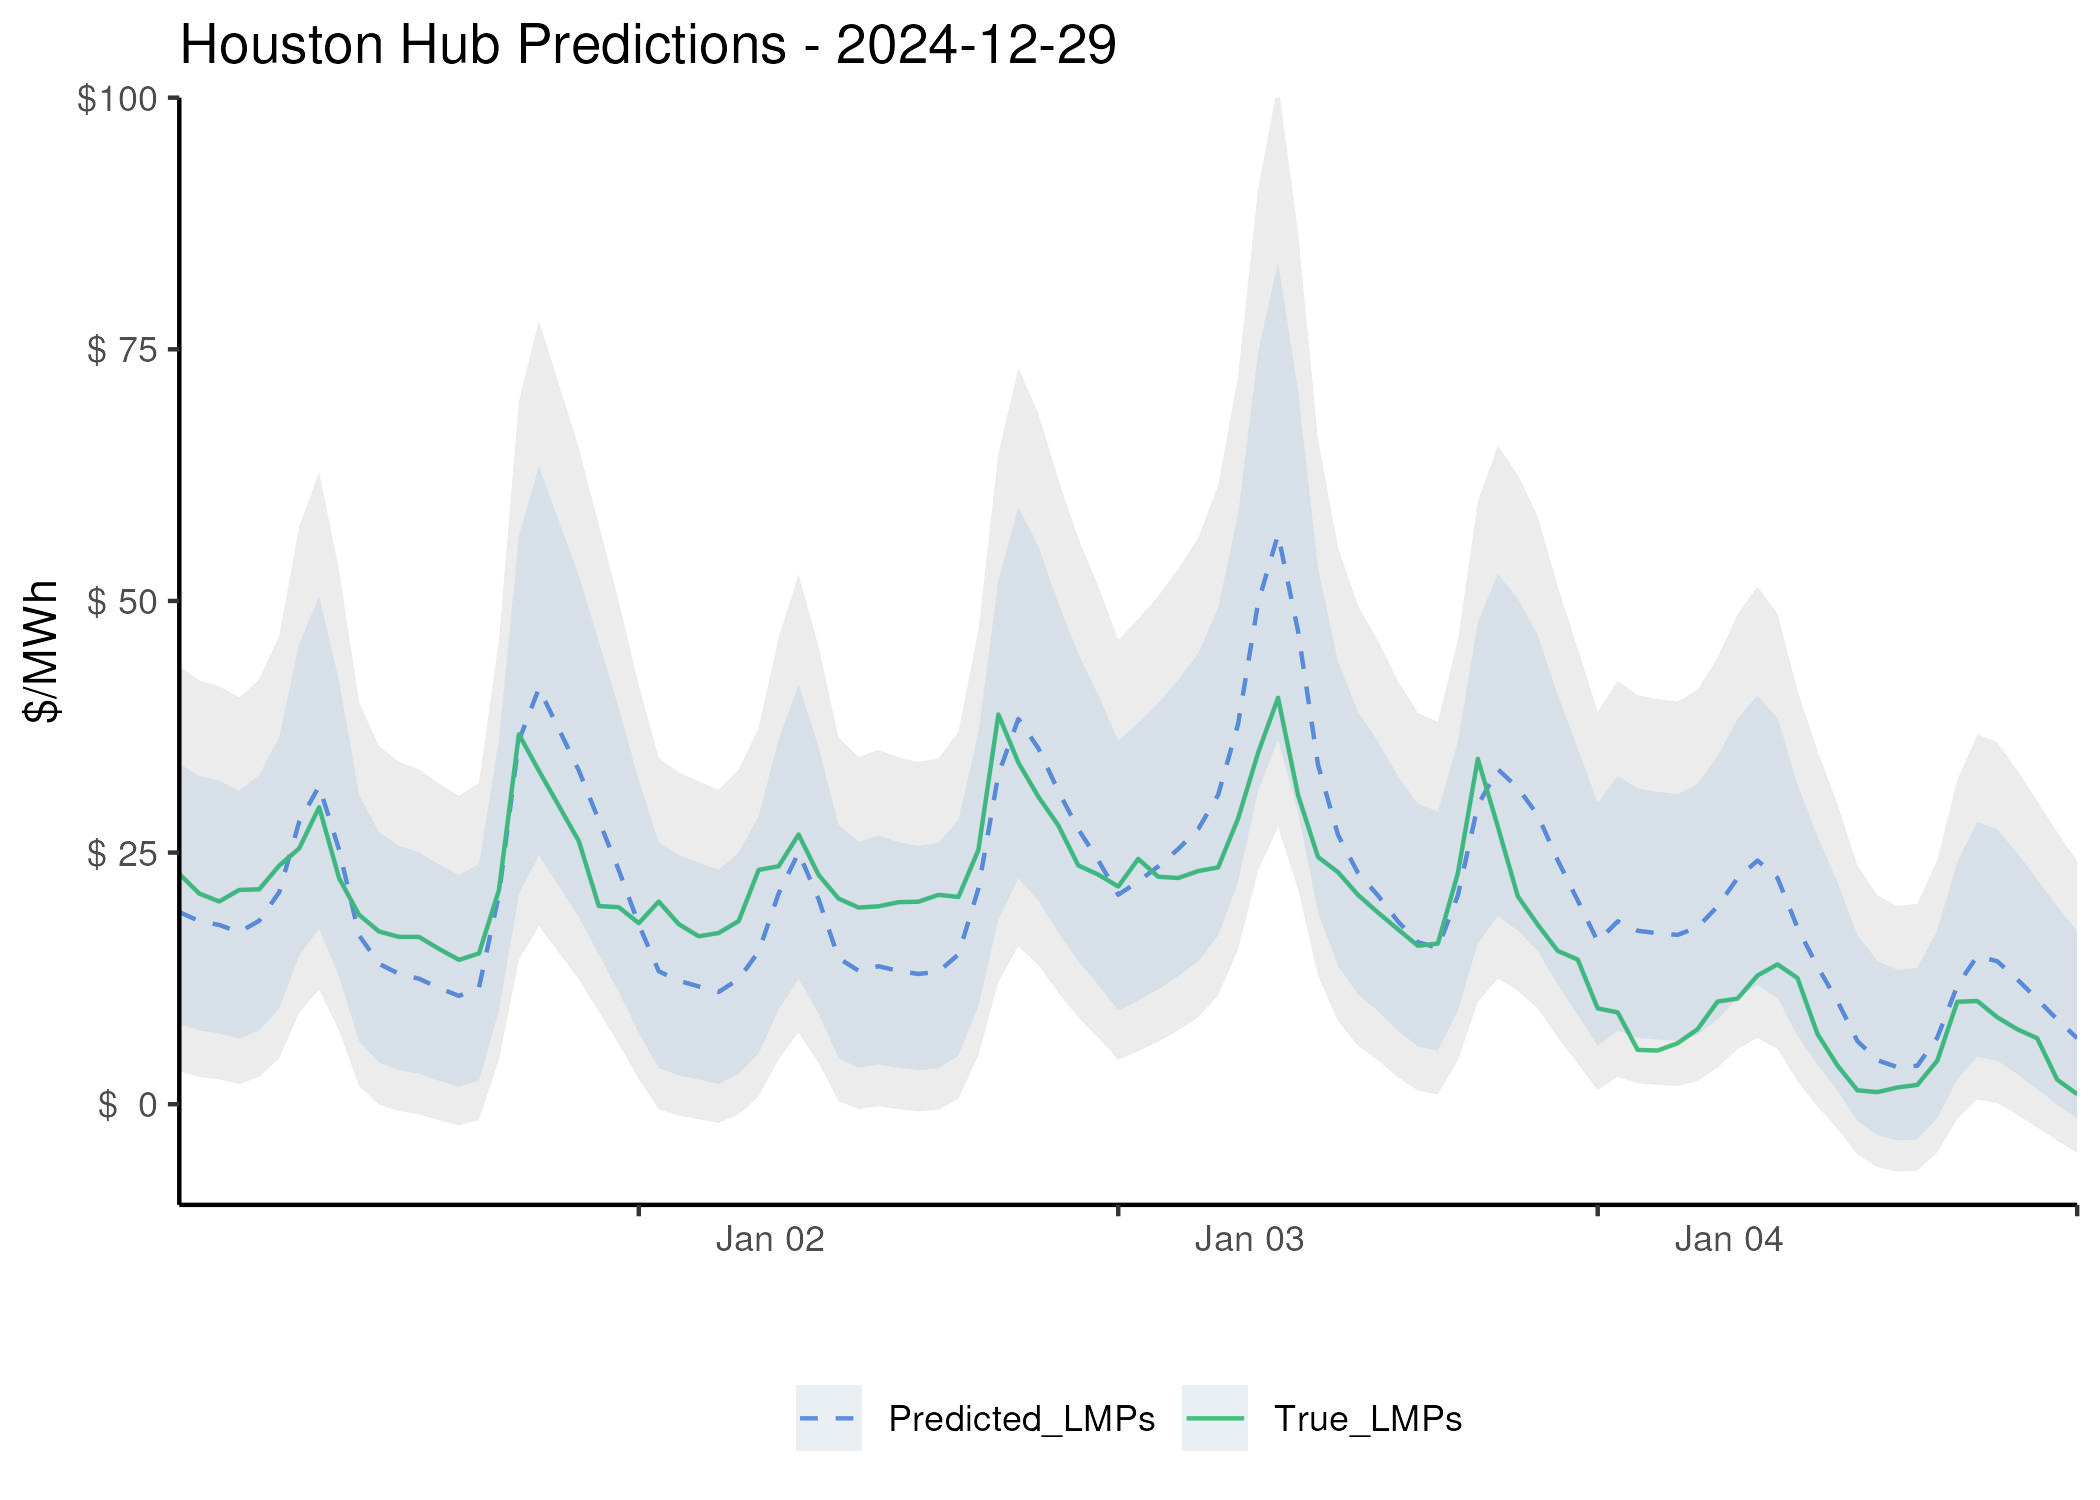 Houston Hub Predictions - 2024-12-29
$100
$ 75
$ 50
$ 25
$  0
$/MWh
Jan 02 Jan 03 Jan 04
Predicted_LMPs True_LMPs